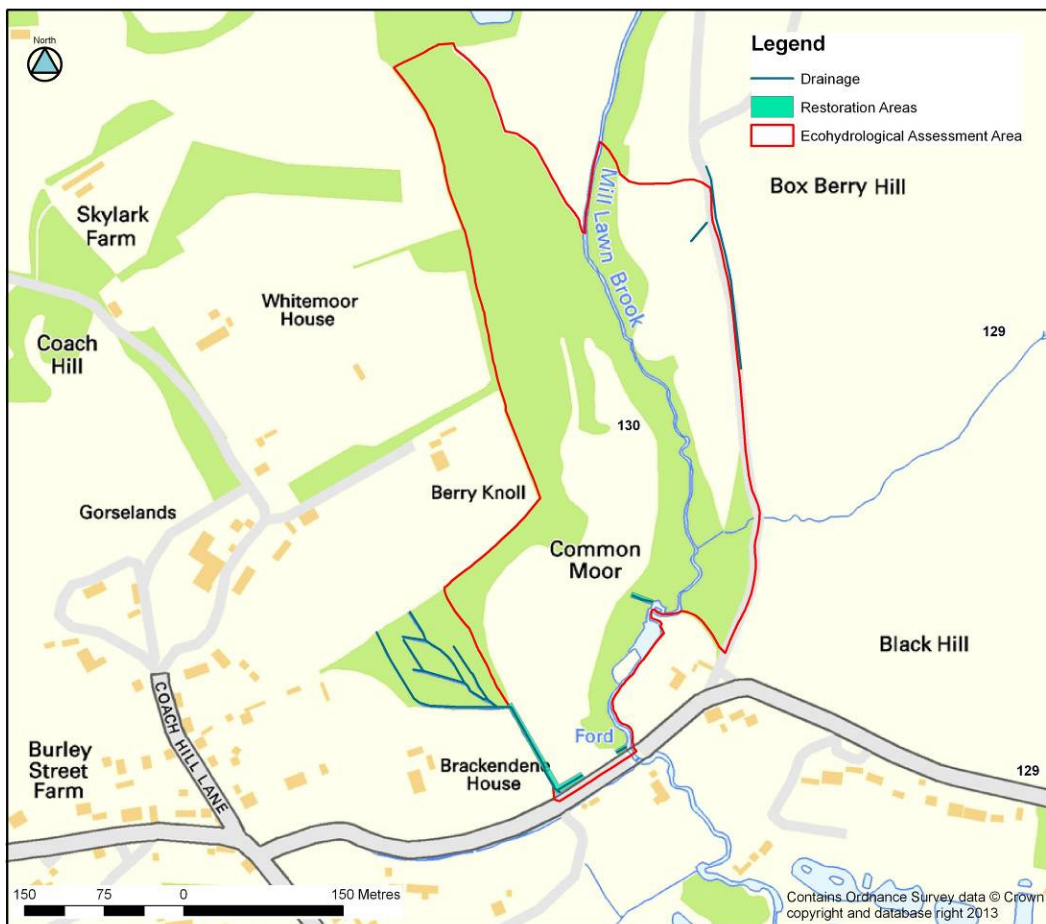 North
Legend
Drainage
Restoration Areas
Ecohydrological Assessment Area
Box Berry Hill
Mill Lawn Brook
Skylark
Farm
Whitemoor
House
Coach
Hill
129
130
Berry Knoll
Gorselands
Common
Moor
Black Hill
COACH HILL LANE
Ford
Burley
Street
Farm
Brackendene
House
129
150 75 0 150 Metres
Contains Ordnance Survey data © Crown
copyright and database right 2013